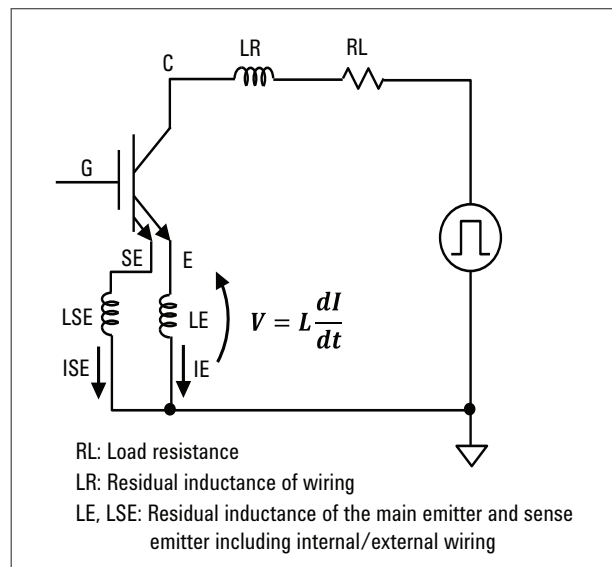 C
LR
RL
G
SE
E
LSE
LE
V = L dI/dt
ISE
IE
RL: Load resistance
LR: Residual inductance of wiring
LE, LSE: Residual inductance of the main emitter and sense
emitter including internal/external wiring